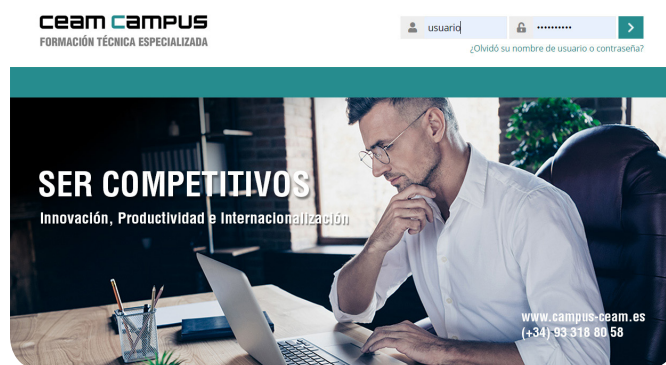 ceam campus
FORMACIÓN TÉCNICA ESPECIALIZADA
usuario
••••••••••
¿Olvidó su nombre de usuario o contraseña?
SER COMPETITIVOS
Innovación, Productividad e Internacionalización
www.campus-ceam.es
(+34) 93 318 80 58